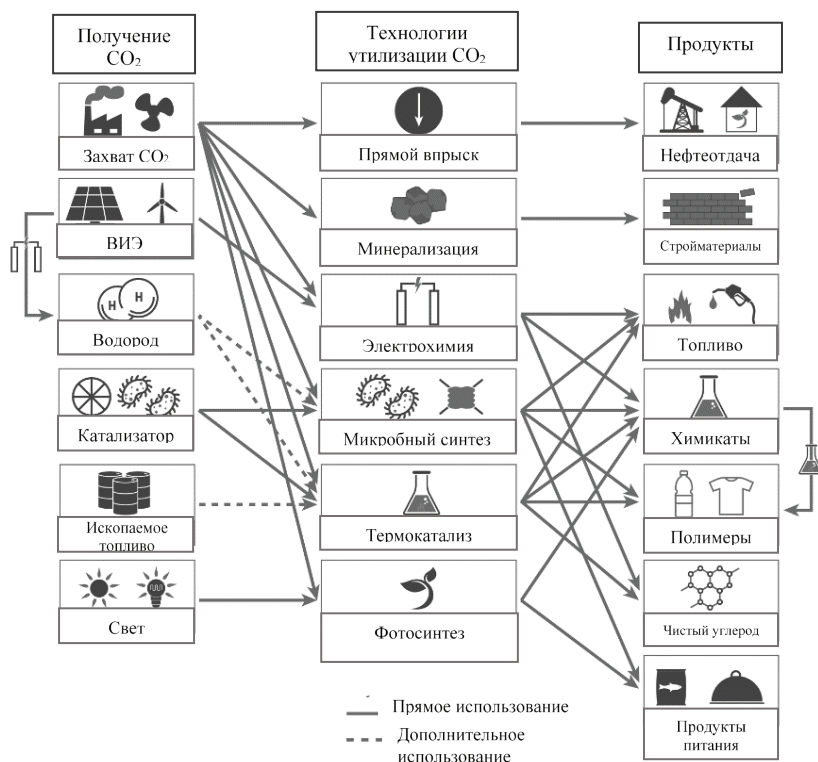 Получение
CO₂
Технологии
утилизации CO₂
Продукты
Захват CO₂
Прямой впрыск
Нефтеотдача
ВИЭ
Минерализация
Стройматериалы
H H
Водород
Электрохимия
Топливо
Катализатор
Микробный синтез
Химикаты
Ископаемое
топливо
Термокатализ
Полимеры
Свет
Фотосинтез
Чистый углерод
Продукты
питания
Прямое использование
Дополнительное
использование